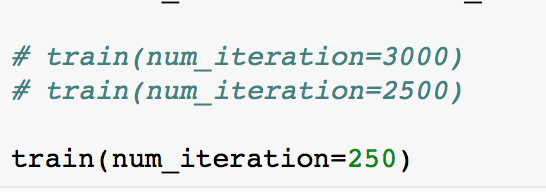 # train(num_iteration=3000)
# train(num_iteration=2500)
train(num_iteration=250)